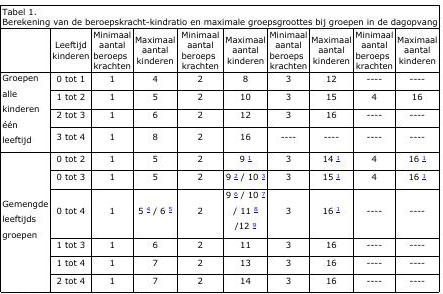 Tabel 1.
Berekening van de beroepskracht-kindratio en maximale groepsgroottes bij groepen in de dagopvang
Leeftijd kinderen | Minimaal aantal beroeps krachten | Maximaal aantal kinderen | Minimaal aantal beroeps krachten | Maximaal aantal kinderen | Minimaal aantal beroeps krachten | Maximaal aantal kinderen | Minimaal aantal beroeps krachten | Maximaal aantal kinderen
Groepen alle kinderen één leeftijd
0 tot 1 | 1 | 4 | 2 | 8 | 3 | 12 | ---- | ----
1 tot 2 | 1 | 5 | 2 | 10 | 3 | 15 | 4 | 16
2 tot 3 | 1 | 6 | 2 | 12 | 3 | 16 | ---- | ----
3 tot 4 | 1 | 8 | 2 | 16 | ---- | ---- | ---- | ----
Gemengde leeftijds groepen
0 tot 2 | 1 | 5 | 2 | 9 1 | 3 | 14 1 | 4 | 16 1
0 tot 3 | 1 | 5 | 2 | 9 2 / 10 3 | 3 | 15 1 | 4 | 16 1
0 tot 4 | 1 | 5 4 / 6 5 | 2 | 9 6 / 10 7 / 11 8 /12 9 | 3 | 16 1 | ---- | ----
1 tot 3 | 1 | 6 | 2 | 11 | 3 | 16 | ---- | ----
1 tot 4 | 1 | 7 | 2 | 13 | 3 | 16 | ---- | ----
2 tot 4 | 1 | 7 | 2 | 14 | 3 | 16 | ---- | ----